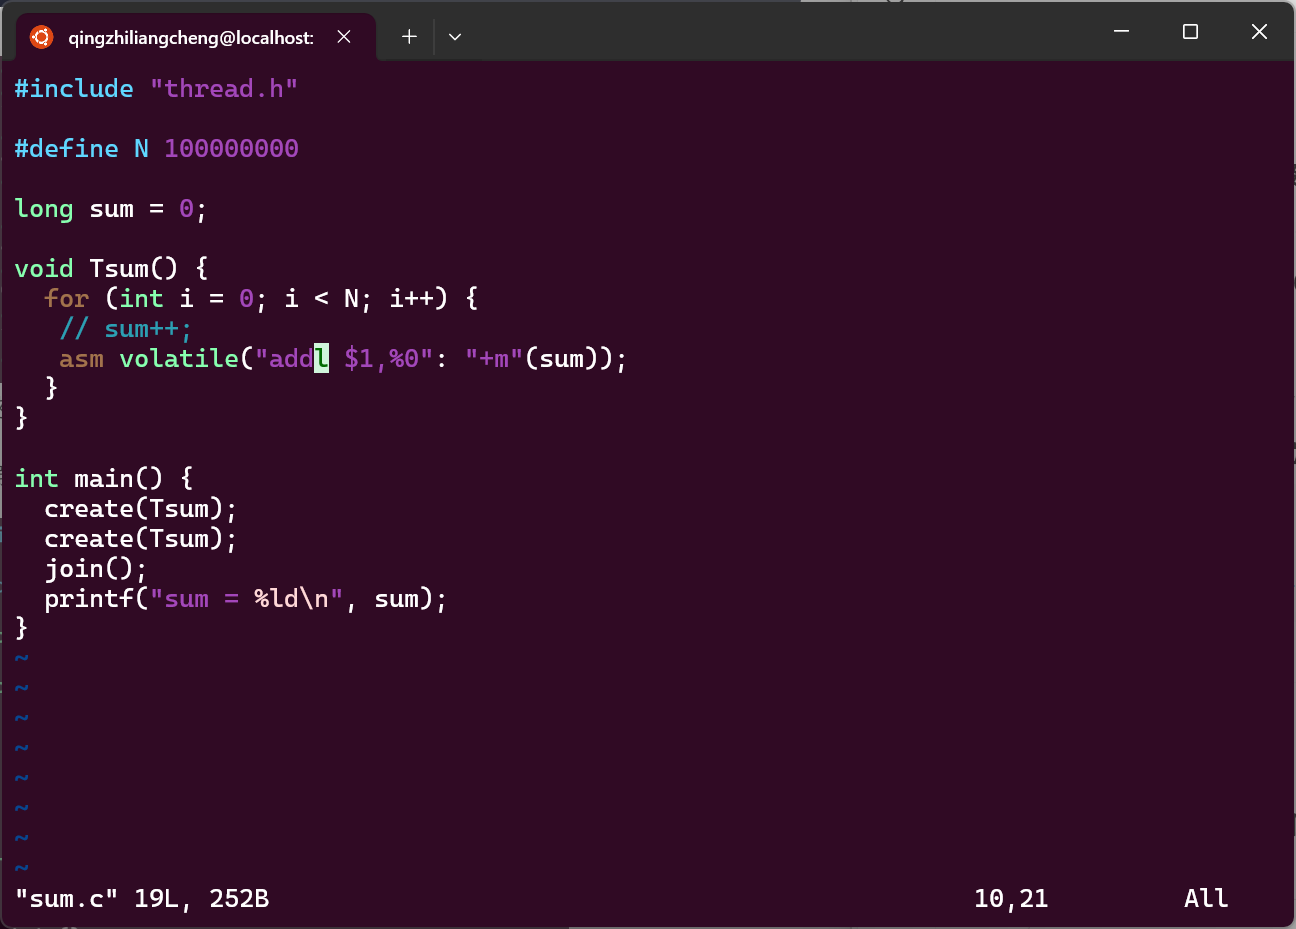 qingzhiliangcheng@localhost:
#include "thread.h"
#define N 100000000
long sum = 0;
void Tsum() {
  for (int i = 0; i < N; i++) {
   // sum++;
   asm volatile("addl $1,%0": "+m"(sum));
  }
}
int main() {
  create(Tsum);
  create(Tsum);
  join();
  printf("sum = %ld\n", sum);
}
~
~
~
~
~
~
~
~
"sum.c" 19L, 252B 10,21 All